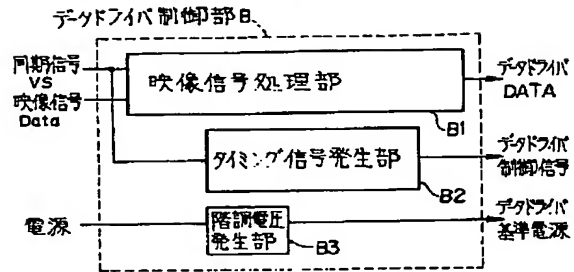 データドライバ制御部B
同期信号
VS
映像信号
Data
映像信号処理部
B1
データドライバ
DATA
タイミング信号発生部
B2
データドライバ
制御信号
電源
階調電圧
発生部
B3
データドライバ
基準電源